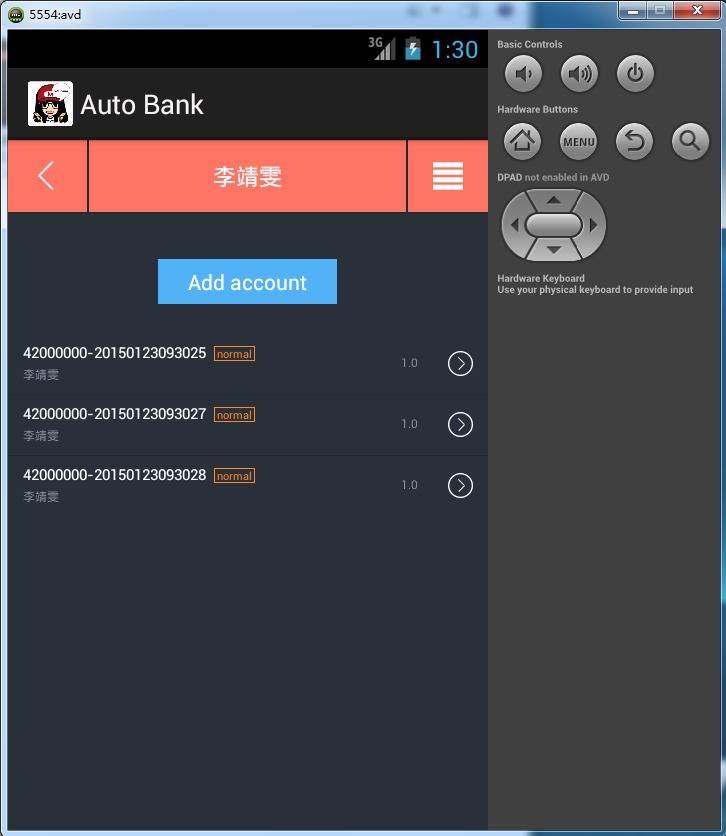 5554:avd
3G 1:30
Auto Bank
李靖雯
Add account
42000000-20150123093025 normal
李靖雯
1.0
42000000-20150123093027 normal
李靖雯
1.0
42000000-20150123093028 normal
李靖雯
1.0
Basic Controls
Hardware Buttons
MENU
DPAD not enabled in AVD
Hardware Keyboard
Use your physical keyboard to provide input